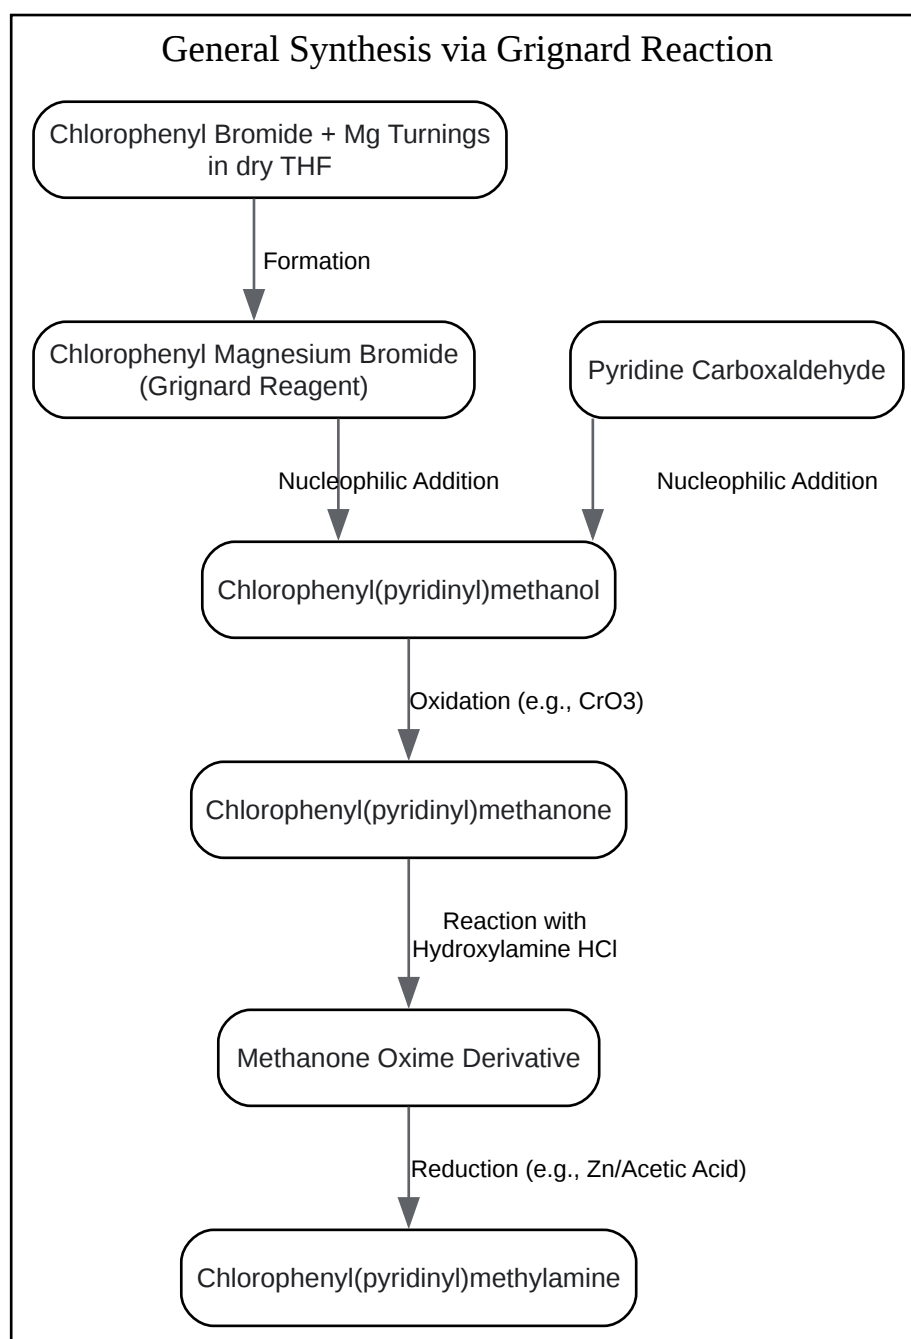 General Synthesis via Grignard Reaction
Chlorophenyl Bromide + Mg Turnings
in dry THF
Formation
Chlorophenyl Magnesium Bromide
(Grignard Reagent)
Pyridine Carboxaldehyde
Nucleophilic Addition
Nucleophilic Addition
Chlorophenyl(pyridinyl)methanol
Oxidation (e.g., CrO3)
Chlorophenyl(pyridinyl)methanone
Reaction with
Hydroxylamine HCl
Methanone Oxime Derivative
Reduction (e.g., Zn/Acetic Acid)
Chlorophenyl(pyridinyl)methylamine